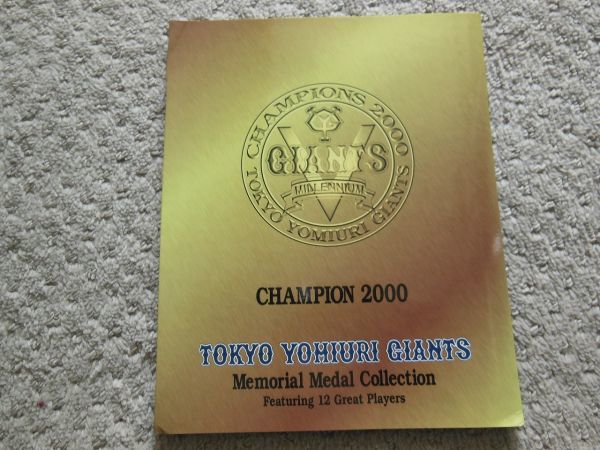 CHAMPIONS 2000
YG
GIANTS
MILLENNIUM
TOKYO YOMIURI GIANTS
CHAMPION 2000
TOKYO YOMIURI GIANTS
Memorial Medal Collection
Featuring 12 Great Players